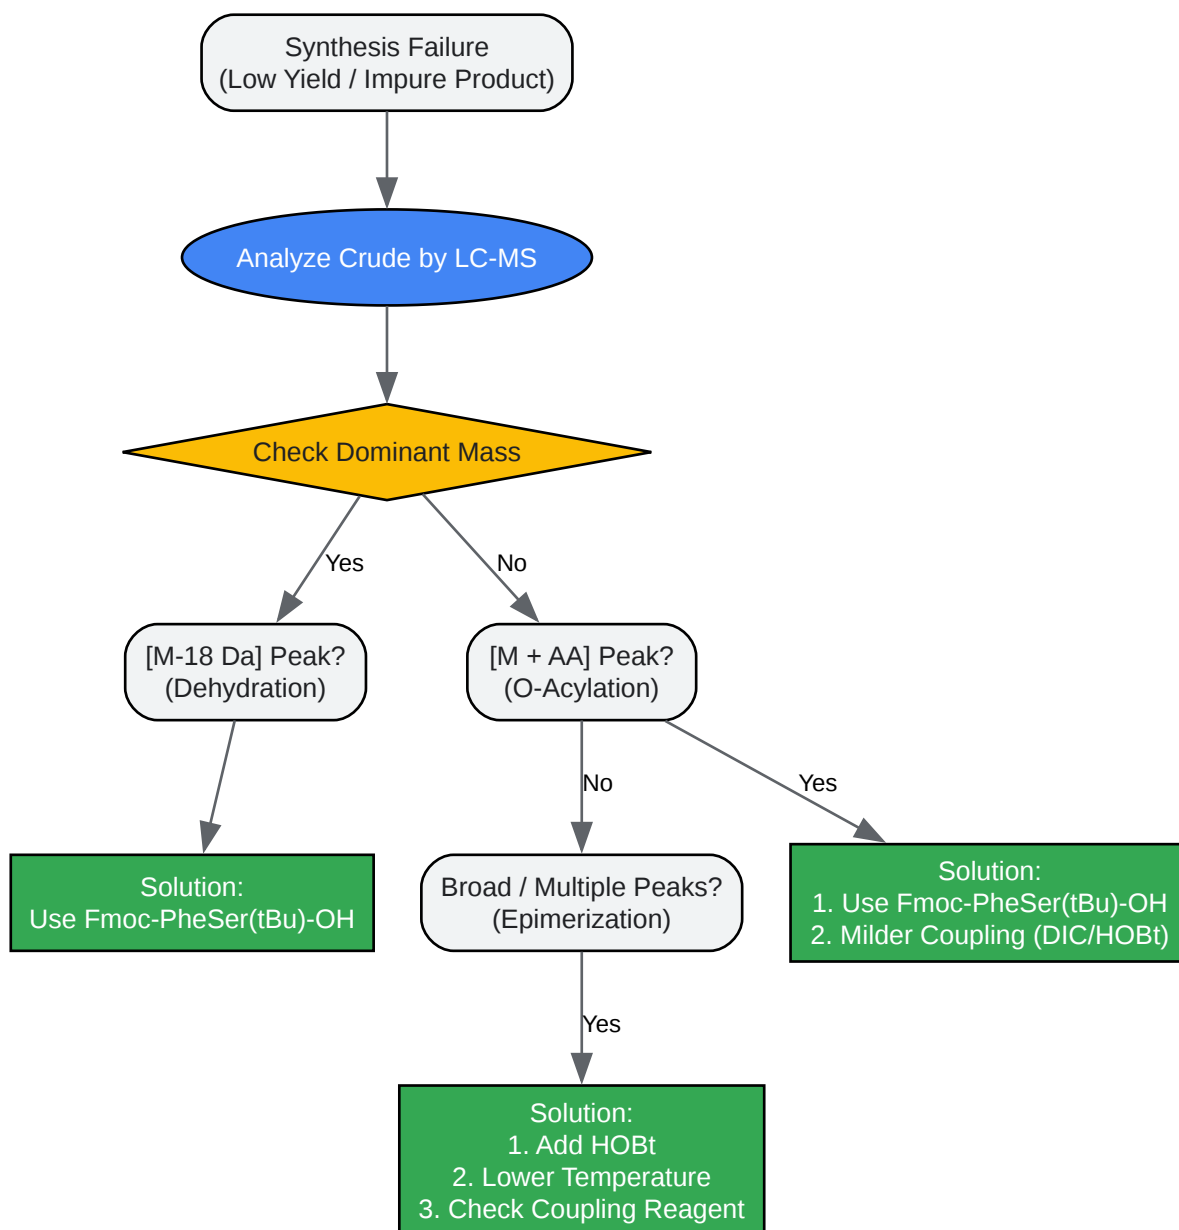 Synthesis Failure
(Low Yield / Impure Product)
Analyze Crude by LC-MS
Check Dominant Mass
Yes
No
[M-18 Da] Peak?
(Dehydration)
[M + AA] Peak?
(O-Acylation)
No
Yes
Solution:
Use Fmoc-PheSer(tBu)-OH
Broad / Multiple Peaks?
(Epimerization)
Solution:
1. Use Fmoc-PheSer(tBu)-OH
2. Milder Coupling (DIC/HOBt)
Yes
Solution:
1. Add HOBt
2. Lower Temperature
3. Check Coupling Reagent